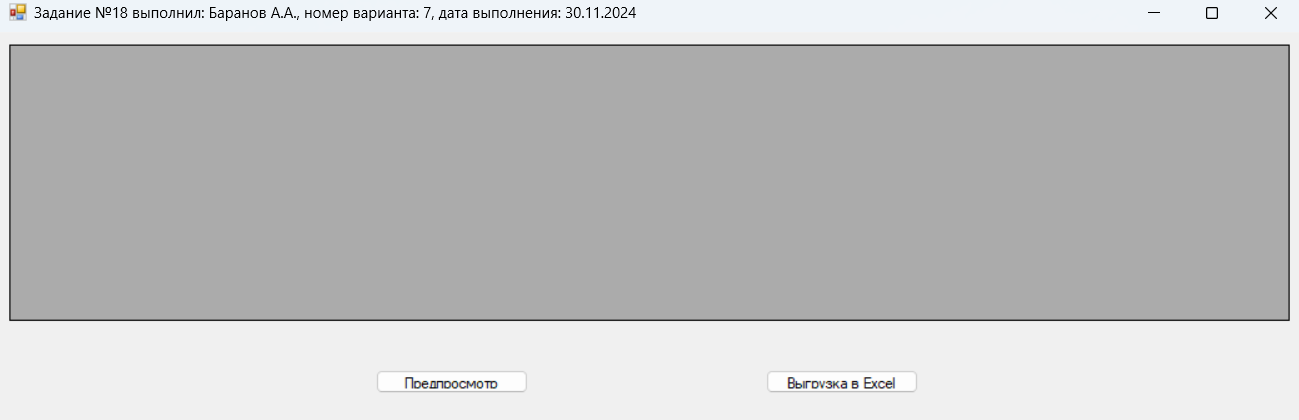 Задание №18 выполнил: Баранов А.А., номер варианта: 7, дата выполнения: 30.11.2024
Предпросмотр
Выгрузка в Excel